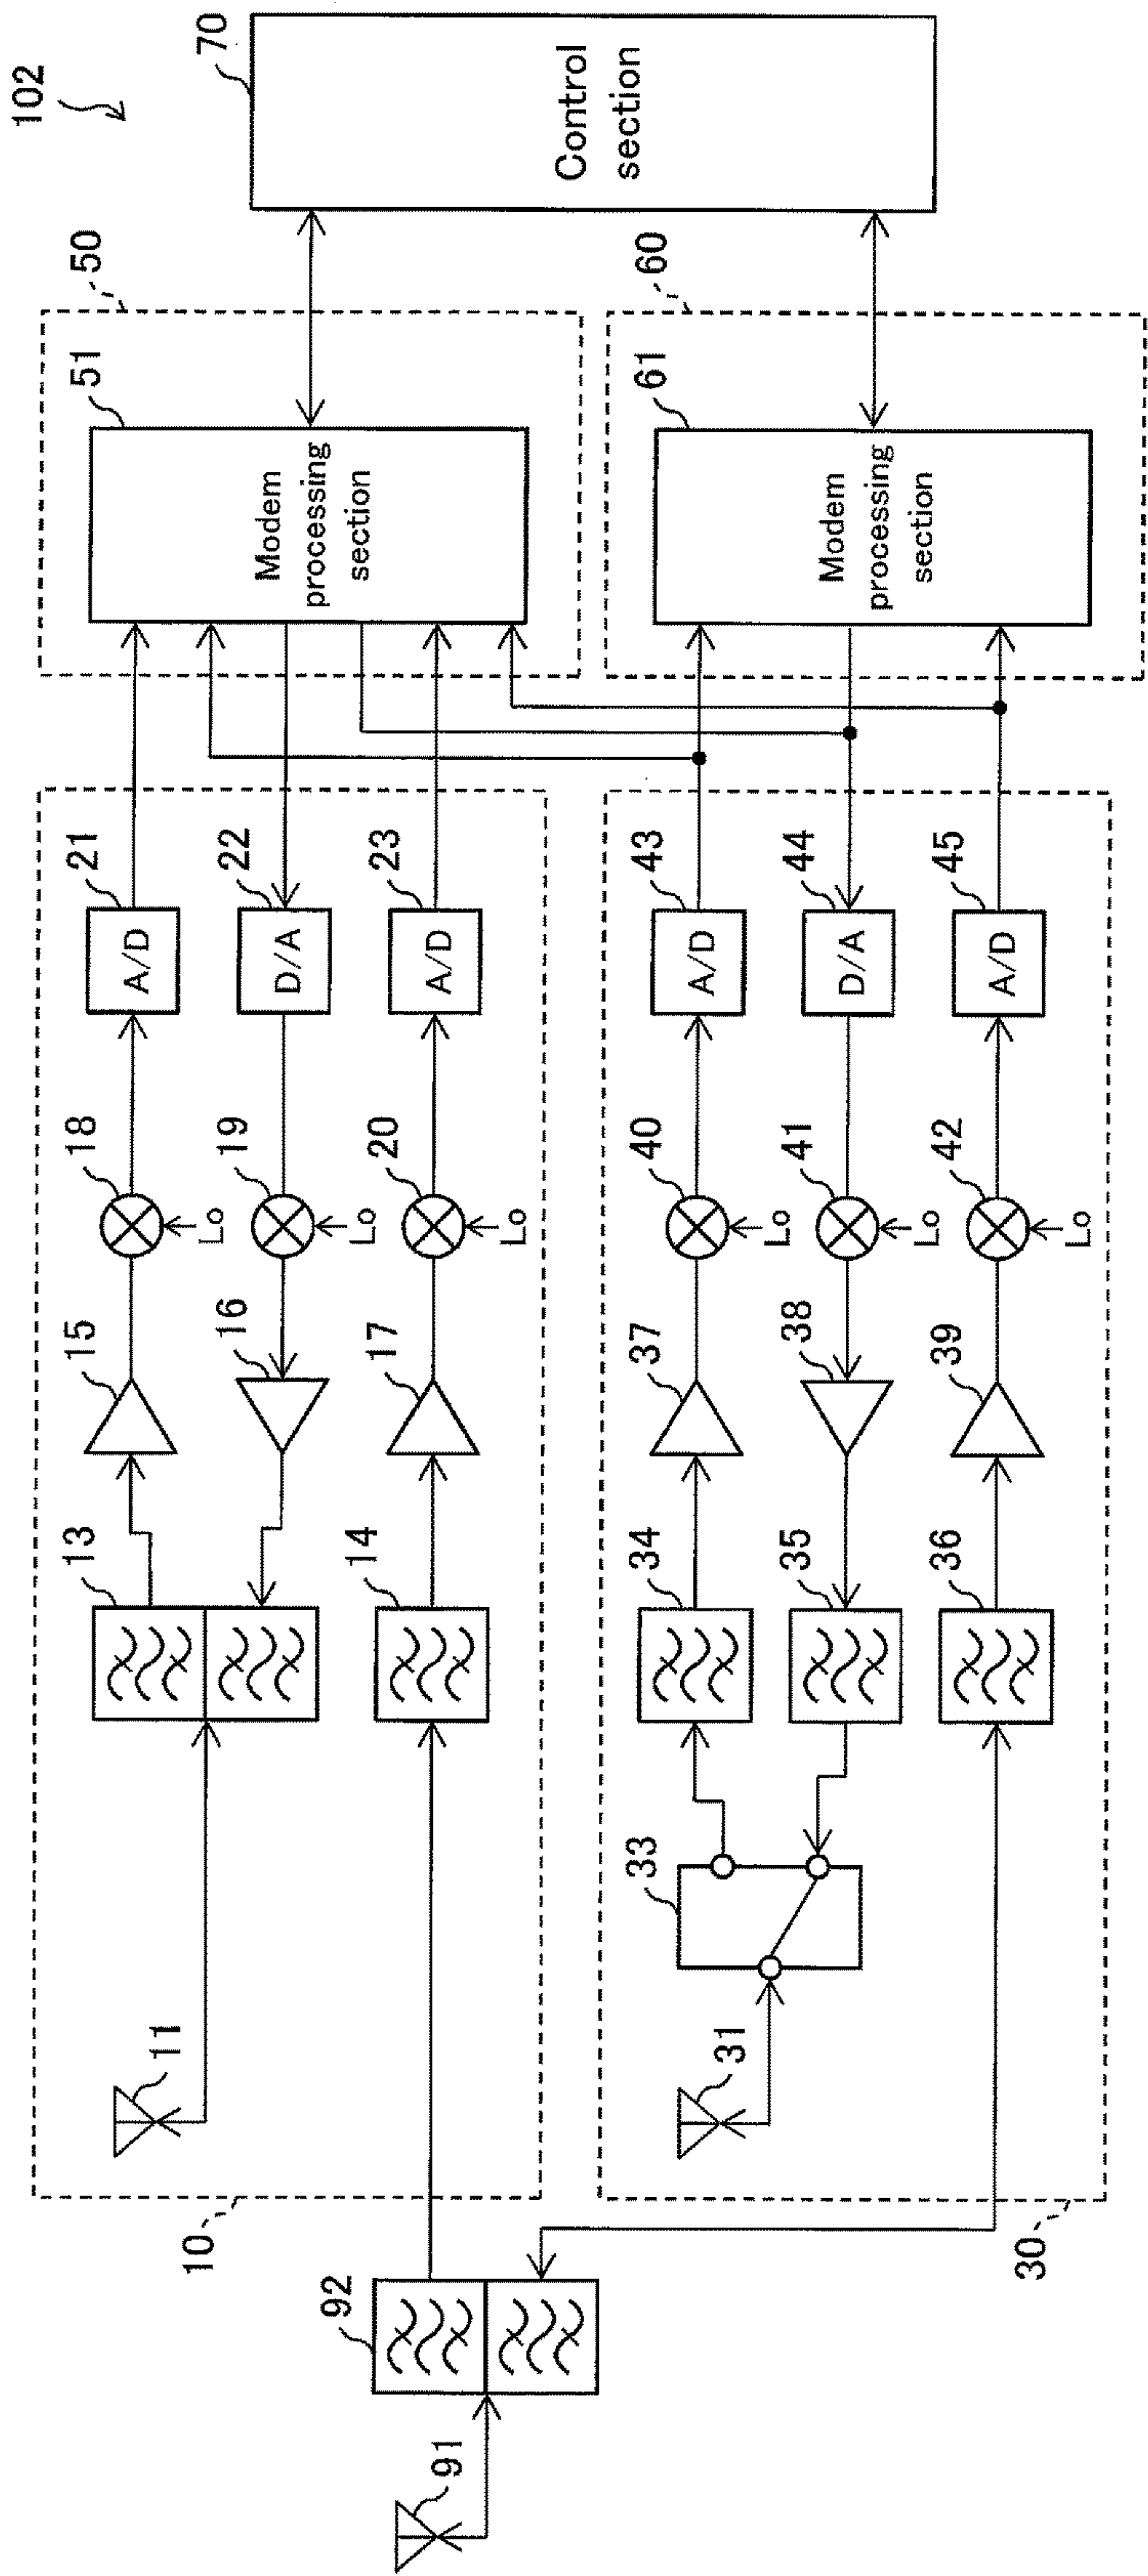 102
70
Control
section
50
51
Modem
processing
section
60
61
Modem
processing
section
21
A/D
22
D/A
23
A/D
43
A/D
44
D/A
45
A/D
18
Lo
19
Lo
20
Lo
40
Lo
41
Lo
42
Lo
15
16
17
37
38
39
13
14
34
35
36
33
11
31
10
30
92
91